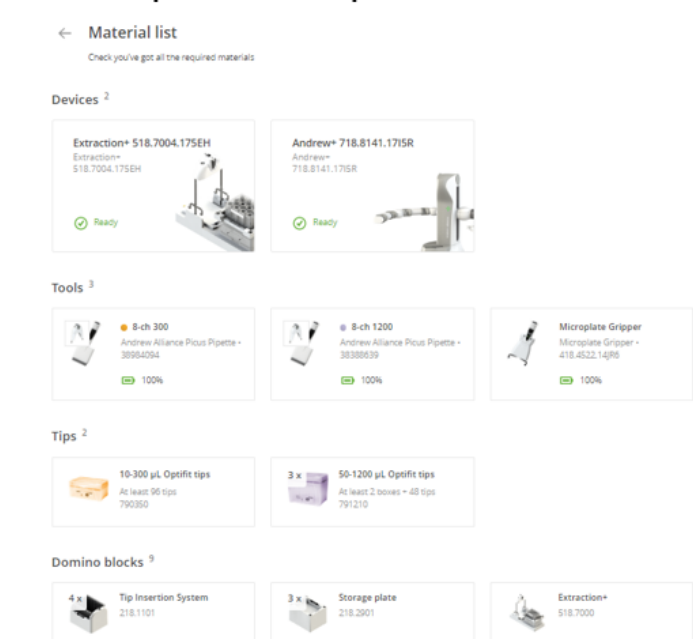 ← Material list
Check you've got all the required materials
Devices 2
Extraction+ 518.7004.175EH
Extraction+
518.7004.175EH
Ready
Andrew+ 718.8141.17I5R
Andrew+
718.8141.17I5R
Ready
Tools 3
8-ch 300
Andrew Alliance Picus Pipette -
38984094
100%
8-ch 1200
Andrew Alliance Picus Pipette -
38388639
100%
Microplate Gripper
Microplate Gripper -
418.4522.14JR6
100%
Tips 2
10-300 µL Optifit tips
At least 96 tips
790350
3 x
50-1200 µL Optifit tips
At least 2 boxes + 48 tips
791210
Domino blocks 9
4 x
Tip Insertion System
218.1101
3 x
Storage plate
218.2901
Extraction+
518.7000